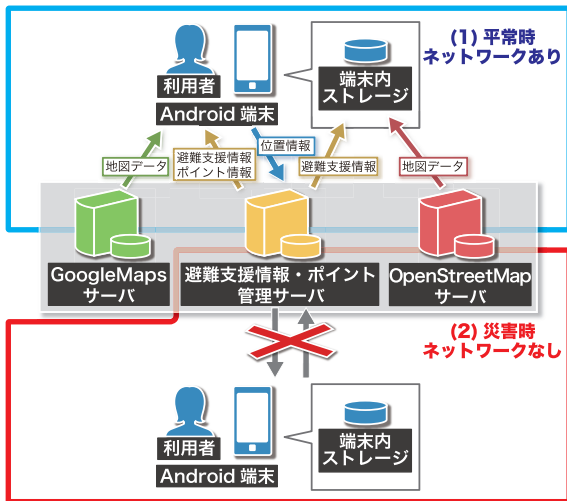 (1) 平常時
ネットワークあり
利用者
Android 端末
端末内
ストレージ
地図データ
避難支援情報
ポイント情報
位置情報
避難支援情報
地図データ
GoogleMaps
サーバ
避難支援情報・ポイント
管理サーバ
OpenStreetMap
サーバ
(2) 災害時
ネットワークなし
利用者
Android 端末
端末内
ストレージ